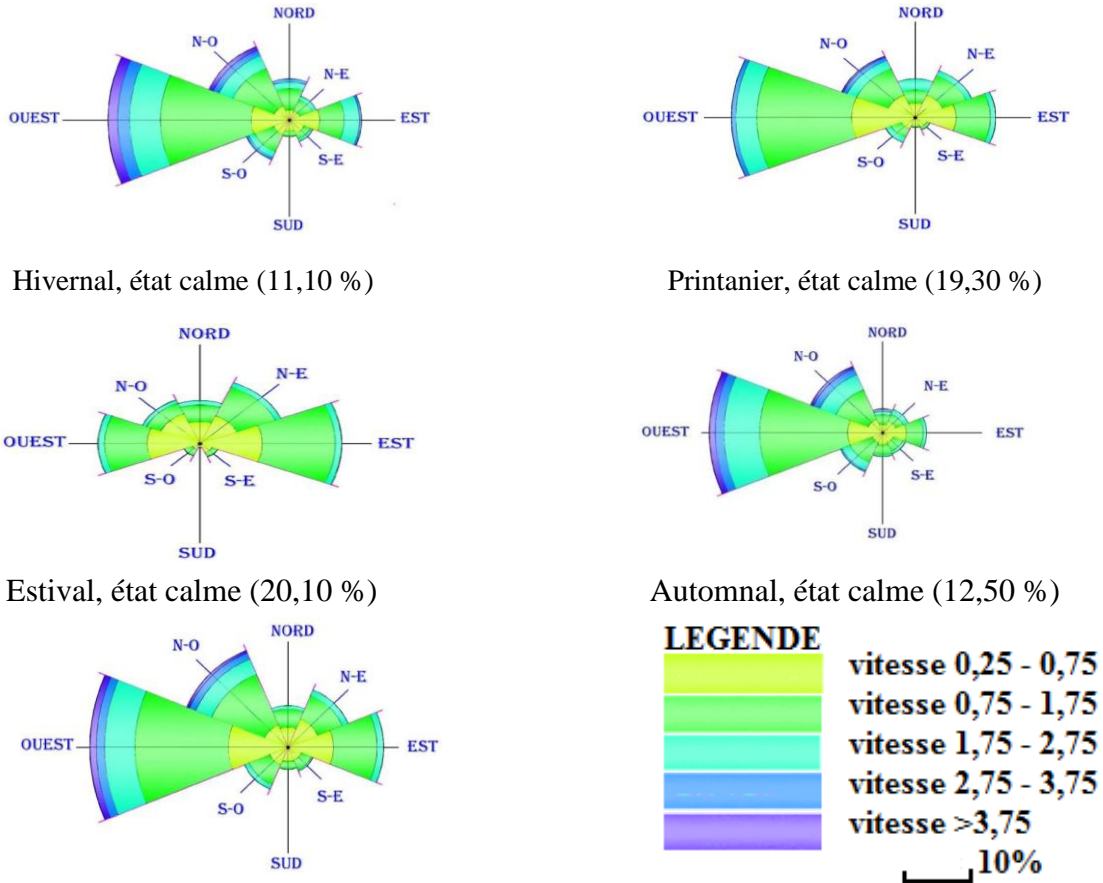 NORD
N-O
N-E
OUEST
EST
S-O
S-E
SUD
NORD
N-O
N-E
OUEST
EST
S-O
S-E
SUD
Hivernal, état calme (11,10 %)
Printanier, état calme (19,30 %)
NORD
N-O
N-E
OUEST
EST
S-O
S-E
SUD
NORD
N-O
N-E
OUEST
EST
S-O
S-E
SUD
Estival, état calme (20,10 %)
Automnal, état calme (12,50 %)
NORD
N-O
N-E
OUEST
EST
S-O
S-E
SUD
LEGENDE
vitesse 0,25 - 0,75
vitesse 0,75 - 1,75
vitesse 1,75 - 2,75
vitesse 2,75 - 3,75
vitesse >3,75
10%